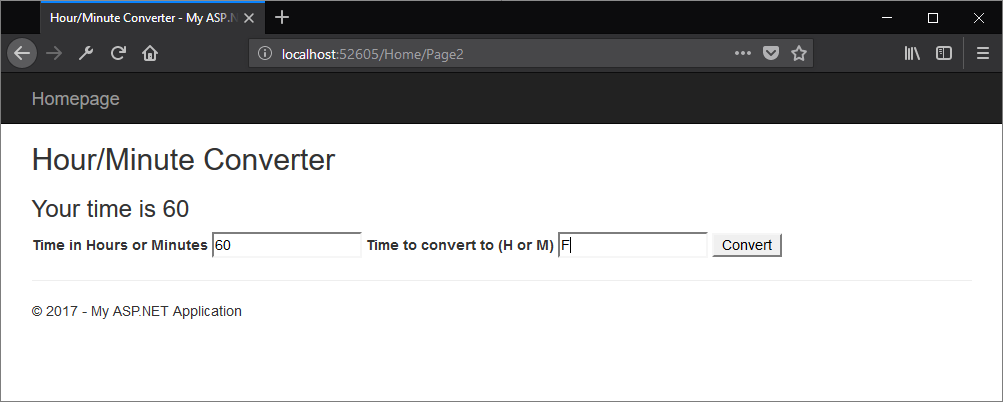 Hour/Minute Converter - My ASP.N
localhost:52605/Home/Page2
Homepage
Hour/Minute Converter
Your time is 60
Time in Hours or Minutes 60 Time to convert to (H or M) F Convert
© 2017 - My ASP.NET Application